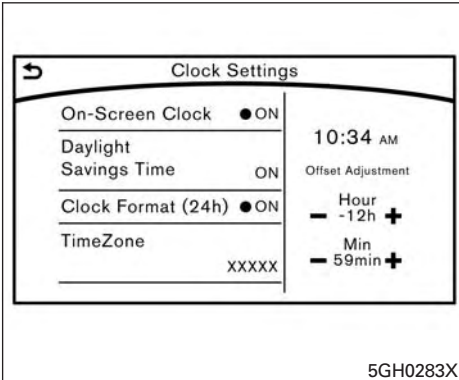 Clock Settings
On-Screen Clock ●ON
Daylight
Savings Time ON
Clock Format (24h) ●ON
TimeZone
XXXXX
10:34 AM
Offset Adjustment
Hour
-12h
Min
59min
5GH0283X